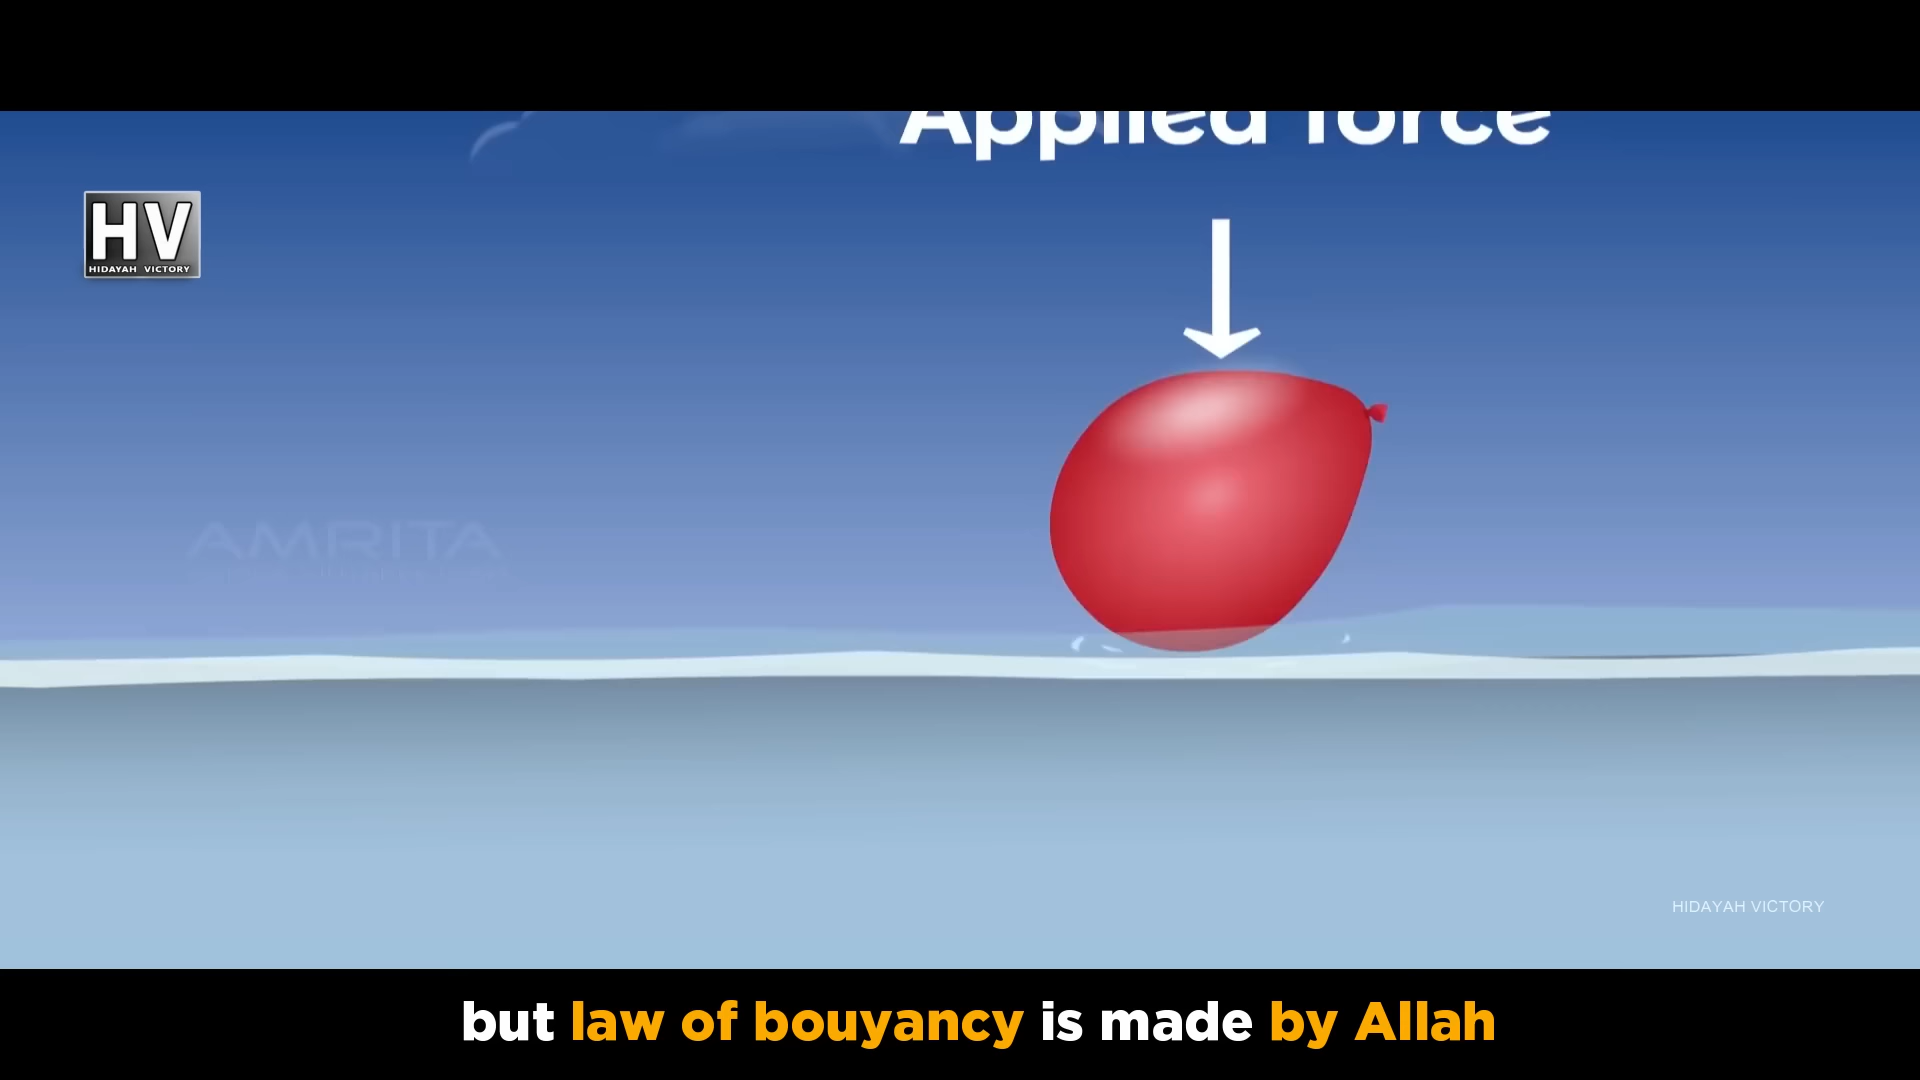 Applied force
HV
HIDAYAH VICTORY
AMRITA
HIDAYAH VICTORY
but law of bouyancy is made by Allah